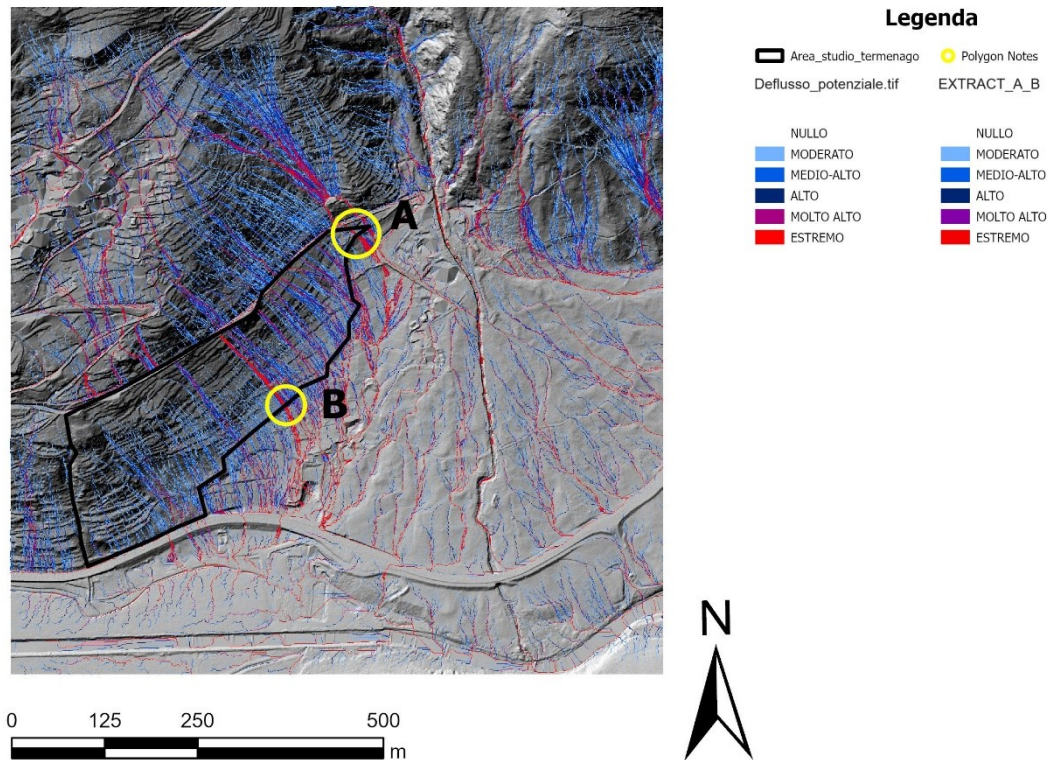 Legenda
Area_studio_termenago
Polygon Notes
Deflusso_potenziale.tif
EXTRACT_A_B
NULLO
NULLO
MODERATO
MODERATO
MEDIO-ALTO
MEDIO-ALTO
ALTO
ALTO
MOLTO ALTO
MOLTO ALTO
ESTREMO
ESTREMO
A
B
N
0 125 250 500
m